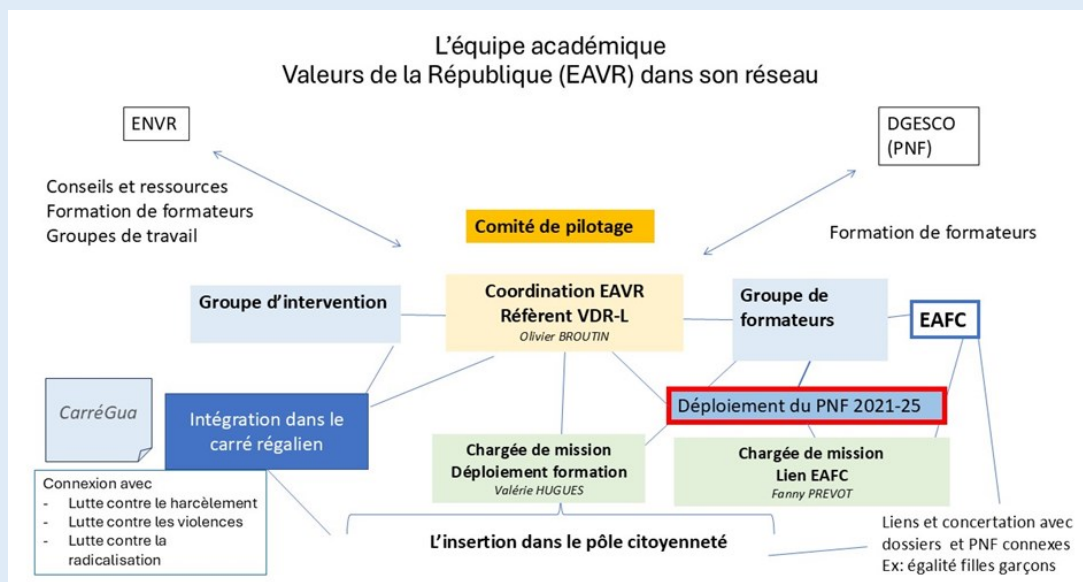 L'équipe académique
Valeurs de la République (EAVR) dans son réseau
ENVR
DGESCO
(PNF)
Conseils et ressources
Formation de formateurs
Groupes de travail
Comité de pilotage
Formation de formateurs
Groupe d'intervention
Coordination EAVR
Réfèrent VDR-L
Olivier BROUTIN
Groupe de
formateurs
EAFC
CarréGua
Intégration dans le
carré régalien
Déploiement du PNF 2021-25
Chargée de mission
Déploiement formation
Valérie HUGUES
Chargée de mission
Lien EAFC
Fanny PREVOT
Connexion avec
- Lutte contre le harcèlement
- Lutte contre les violences
- Lutte contre la
radicalisation
L'insertion dans le pôle citoyenneté
Liens et concertation avec
dossiers et PNF connexes
Ex: égalité filles garçons